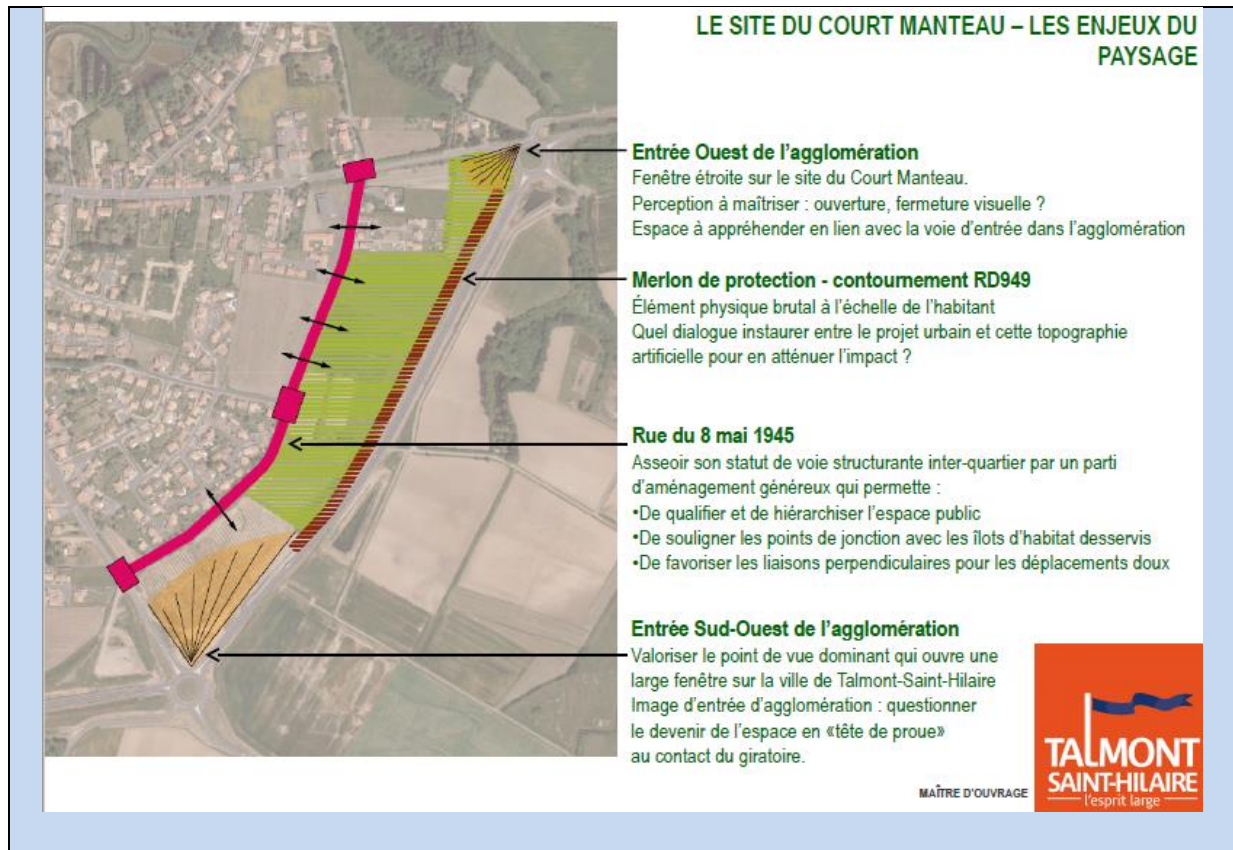 LE SITE DU COURT MANTEAU – LES ENJEUX DU
PAYSAGE
Entrée Ouest de l'agglomération
Fenêtre étroite sur le site du Court Manteau.
Perception à maîtriser : ouverture, fermeture visuelle ?
Espace à appréhender en lien avec la voie d'entrée dans l'agglomération
Merlon de protection - contournement RD949
Élément physique brutal à l'échelle de l'habitant
Quel dialogue instaurer entre le projet urbain et cette topographie
artificielle pour en atténuer l'impact ?
Rue du 8 mai 1945
Asseoir son statut de voie structurante inter-quartier par un parti
d'aménagement généreux qui permette :
•De qualifier et de hiérarchiser l'espace public
•De souligner les points de jonction avec les îlots d'habitat desservis
•De favoriser les liaisons perpendiculaires pour les déplacements doux
Entrée Sud-Ouest de l'agglomération
Valoriser le point de vue dominant qui ouvre une
large fenêtre sur la ville de Talmont-Saint-Hilaire
Image d'entrée d'agglomération : questionner
le devenir de l'espace en «tête de proue»
au contact du giratoire.
MAÎTRE D'OUVRAGE
TALMONT
SAINT-HILAIRE
l'esprit large